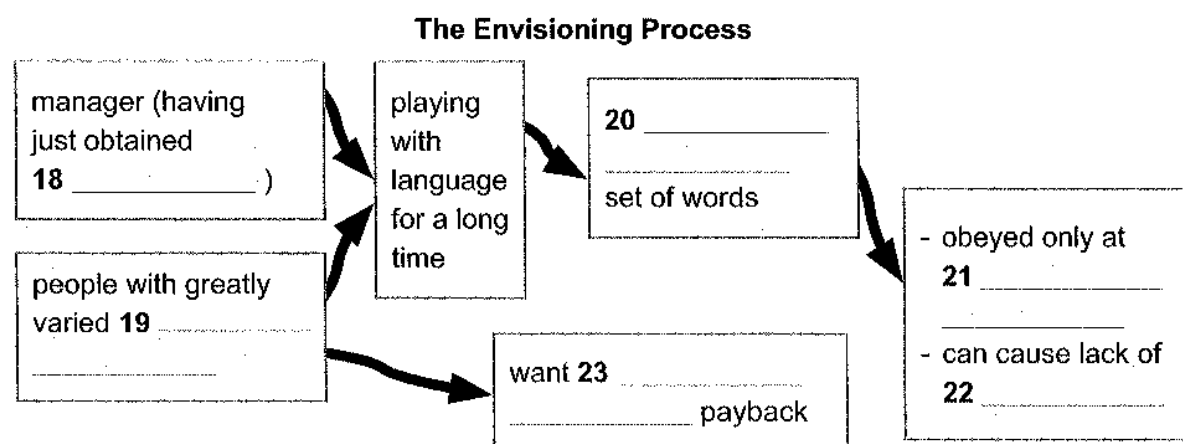 The Envisioning Process
manager (having
just obtained
18 )
people with greatly
varied 19
playing
with
language
for a long
time
20
set of words
- obeyed only at
21
- can cause lack of
22
want 23
payback